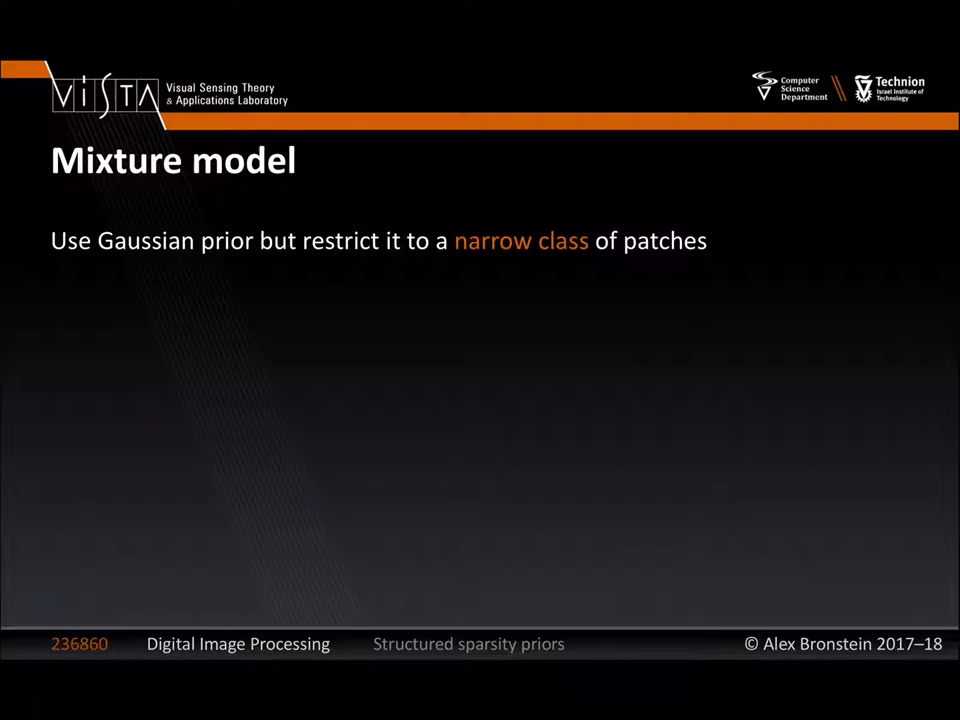 ViSTA
Visual Sensing Theory
& Applications Laboratory
Computer
Science
Department
Technion
Israel Institute of
Technology
Mixture model
Use Gaussian prior but restrict it to a narrow class of patches
236860 Digital Image Processing Structured sparsity priors © Alex Bronstein 2017–18